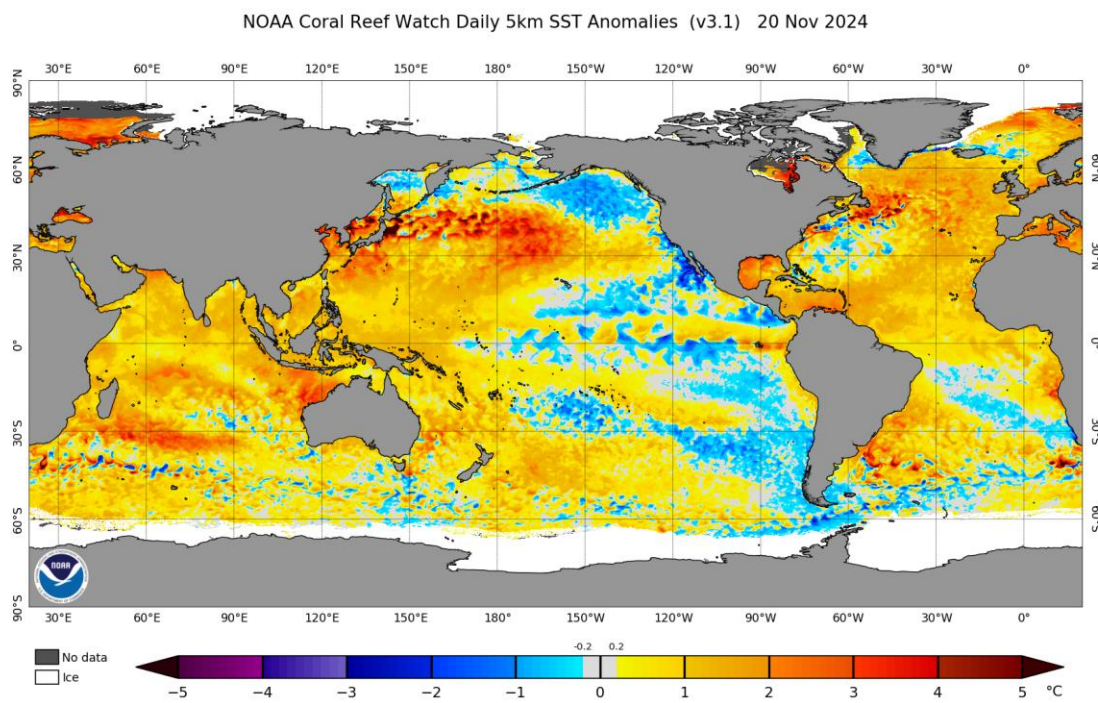 NOAA Coral Reef Watch Daily 5km SST Anomalies (v3.1) 20 Nov 2024
30°E 60°E 90°E 120°E 150°E 180° 150°W 120°W 90°W 60°W 30°W 0°
90°N 
60°N 60°N
30°N 30°N
0° 0°
30°S 30°S
60°S 60°S
90°S
NOAA
30°E 60°E 90°E 120°E 150°E 180° 150°W 120°W 90°W 60°W 30°W 0°
No data
Ice
-0.2 0.2
−5 −4 −3 −2 −1 0 1 2 3 4 5 °C